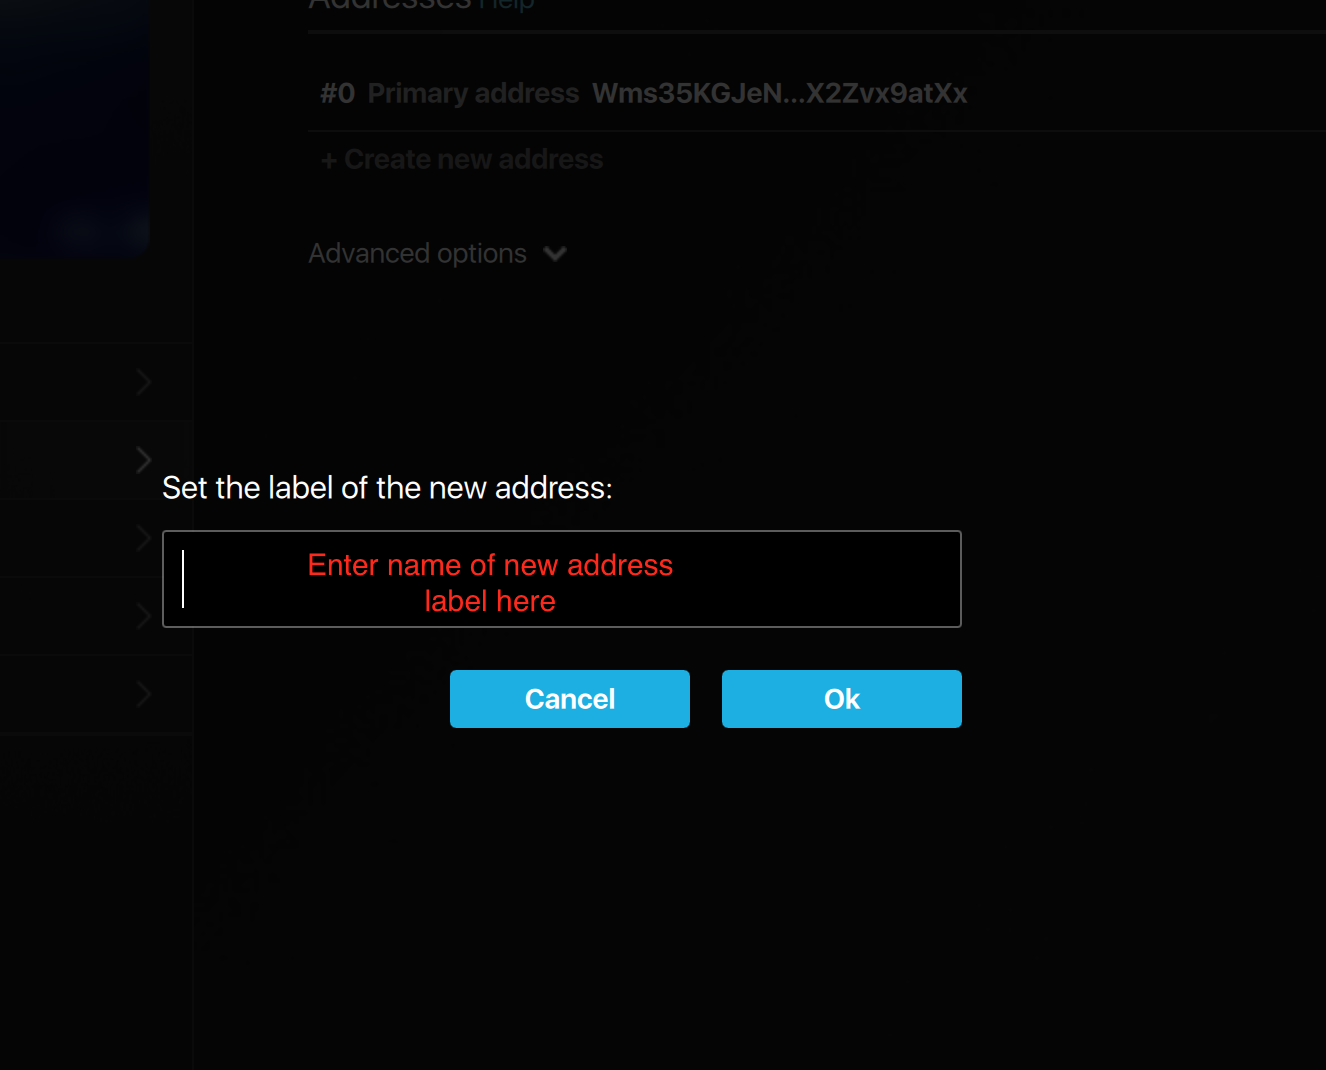 Addresses Help
#0 Primary address Wms35KGJeN...X2Zvx9atXx
+ Create new address
Advanced options
Set the label of the new address:
Enter name of new address
label here
Cancel Ok